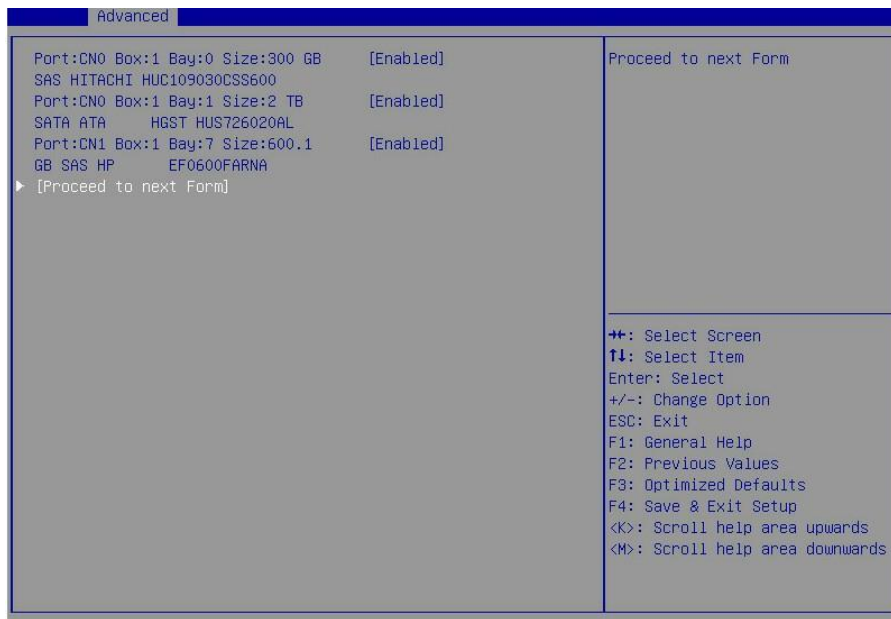 Advanced
Port:CN0 Box:1 Bay:0 Size:300 GB [Enabled]
SAS HITACHI HUC109030CSS600
Port:CN0 Box:1 Bay:1 Size:2 TB [Enabled]
SATA ATA HGST HUS726020AL
Port:CN1 Box:1 Bay:7 Size:600.1 [Enabled]
GB SAS HP EF0600FARNA
[Proceed to next Form]
Proceed to next Form
→←: Select Screen
↑↓: Select Item
Enter: Select
+/-: Change Option
ESC: Exit
F1: General Help
F2: Previous Values
F3: Optimized Defaults
F4: Save & Exit Setup
<K>: Scroll help area upwards
<M>: Scroll help area downwards